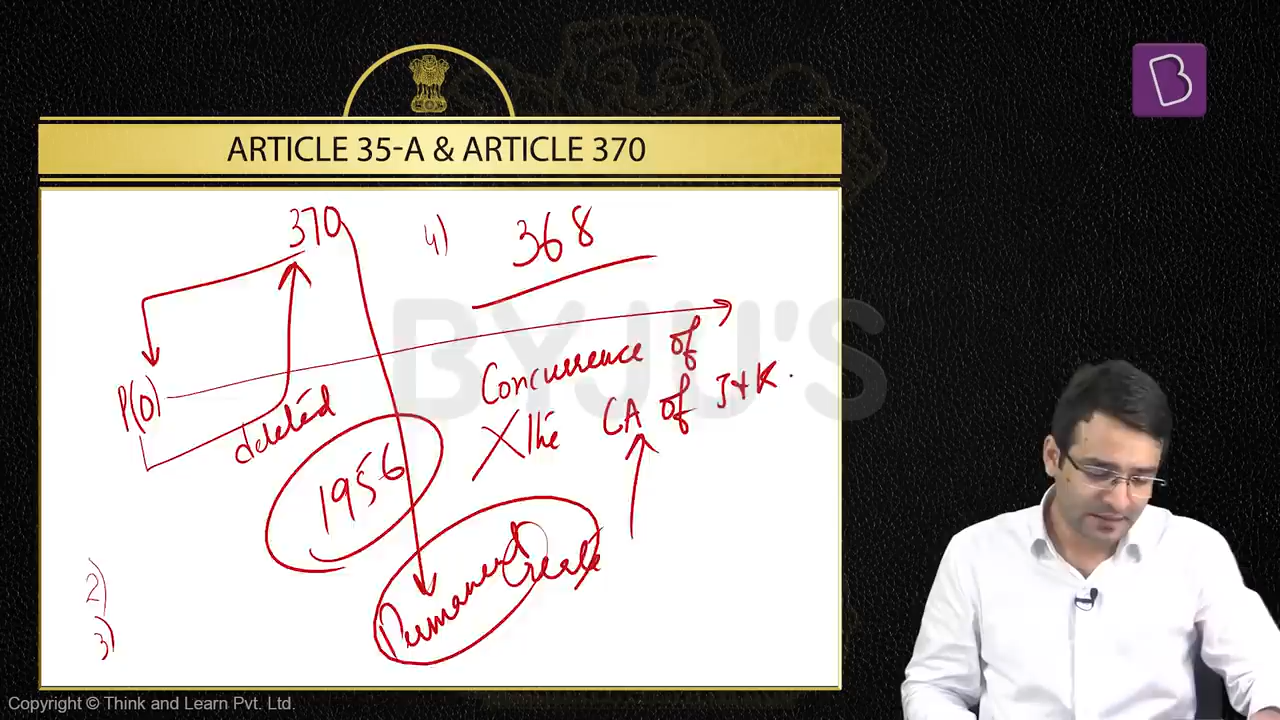 ARTICLE 35-A & ARTICLE 370
370
4) 368
P(O)
deleted
Concurrence of
the CA of J+K.
1956
Permanent
2)
3)
BYJU'S
B
Copyright © Think and Learn Pvt. Ltd.